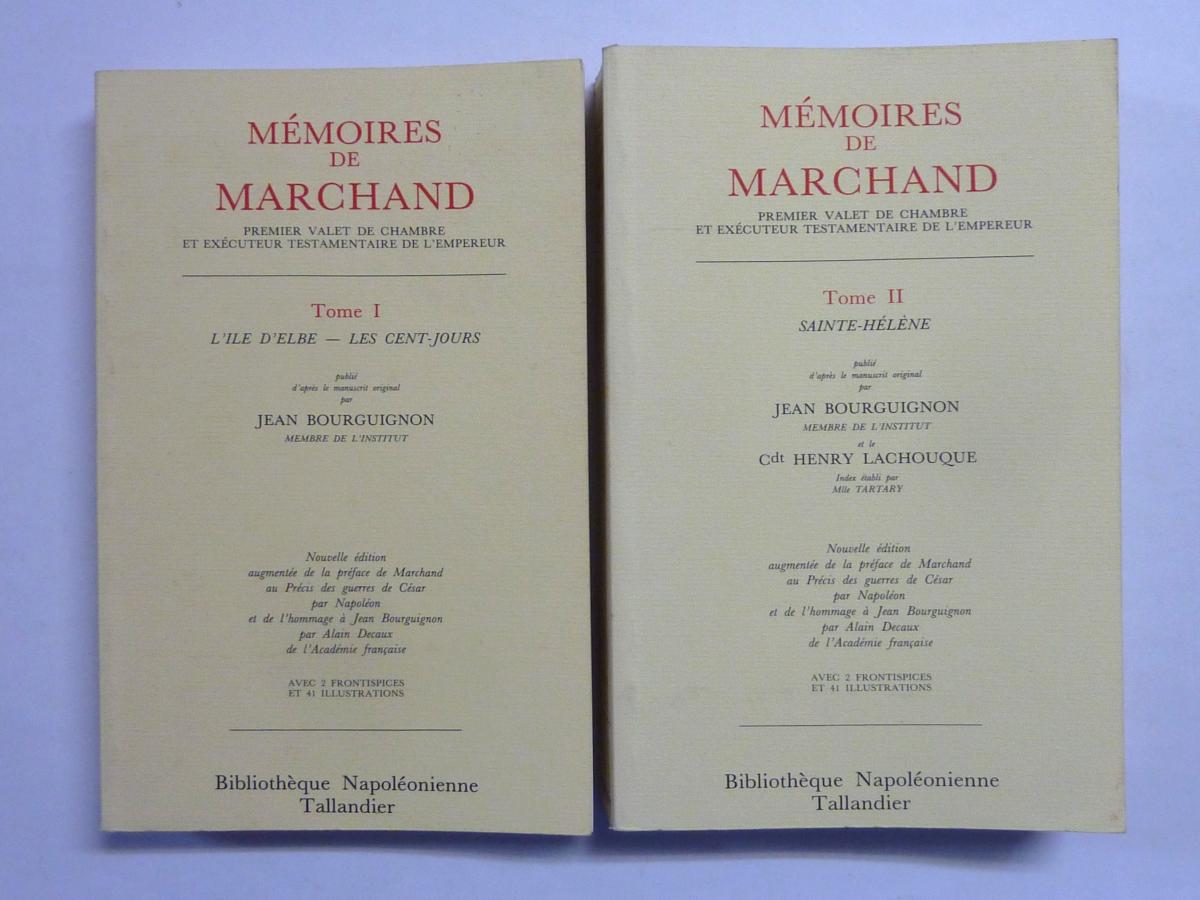 MÉMOIRES
DE
MARCHAND
PREMIER VALET DE CHAMBRE
ET EXÉCUTEUR TESTAMENTAIRE DE L'EMPEREUR
Tome I
L'ILE D'ELBE — LES CENT-JOURS
publié
d'après le manuscrit original
par
JEAN BOURGUIGNON
MEMBRE DE L'INSTITUT
Nouvelle édition
augmentée de la préface de Marchand
au Précis des guerres de César
par Napoléon
et de l'hommage à Jean Bourguignon
par Alain Decaux
de l'Académie française
AVEC 2 FRONTISPICES
ET 41 ILLUSTRATIONS
Bibliothèque Napoléonienne
Tallandier
MÉMOIRES
DE
MARCHAND
PREMIER VALET DE CHAMBRE
ET EXÉCUTEUR TESTAMENTAIRE DE L'EMPEREUR
Tome II
SAINTE-HÉLÈNE
publié
d'après le manuscrit original
par
JEAN BOURGUIGNON
MEMBRE DE L'INSTITUT
et le
Cdt HENRY LACHOUQUE
Index établi par
Mlle TARTARY
Nouvelle édition
augmentée de la préface de Marchand
au Précis des guerres de César
par Napoléon
et de l'hommage à Jean Bourguignon
par Alain Decaux
de l'Académie française
AVEC 2 FRONTISPICES
ET 41 ILLUSTRATIONS
Bibliothèque Napoléonienne
Tallandier